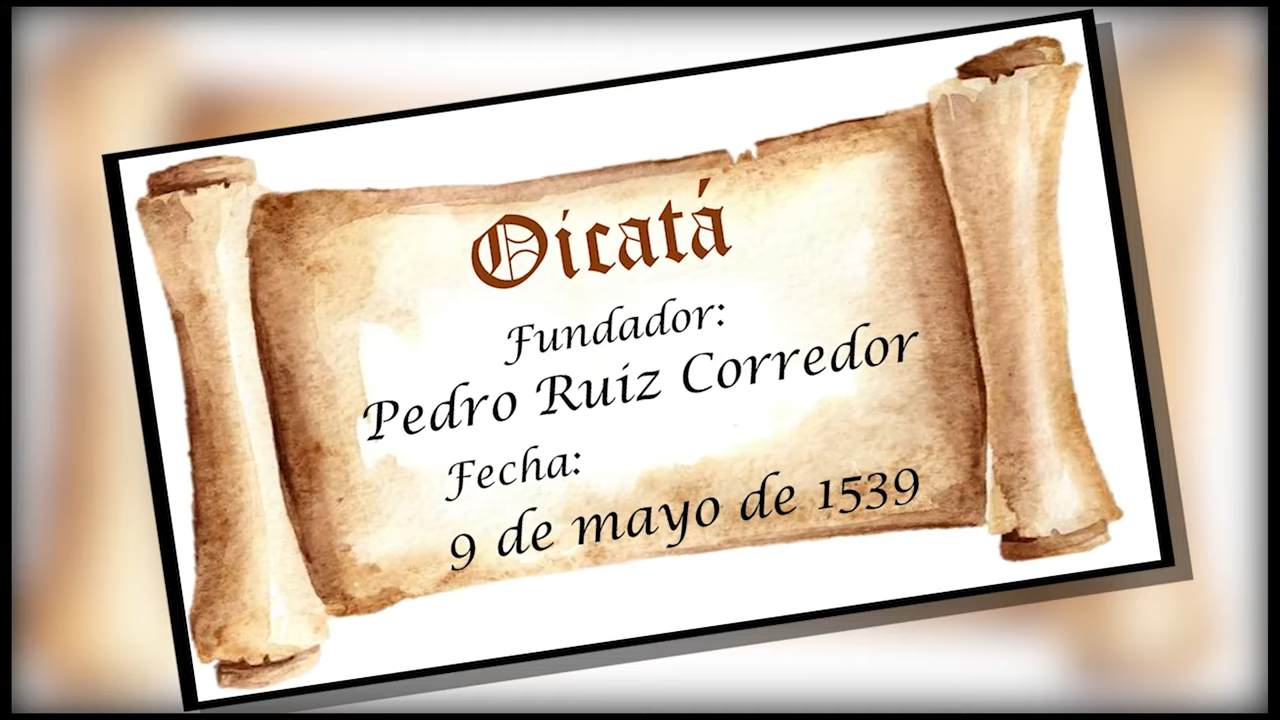 Oicatá
Fundador:
Pedro Ruiz Corredor
Fecha:
9 de mayo de 1539